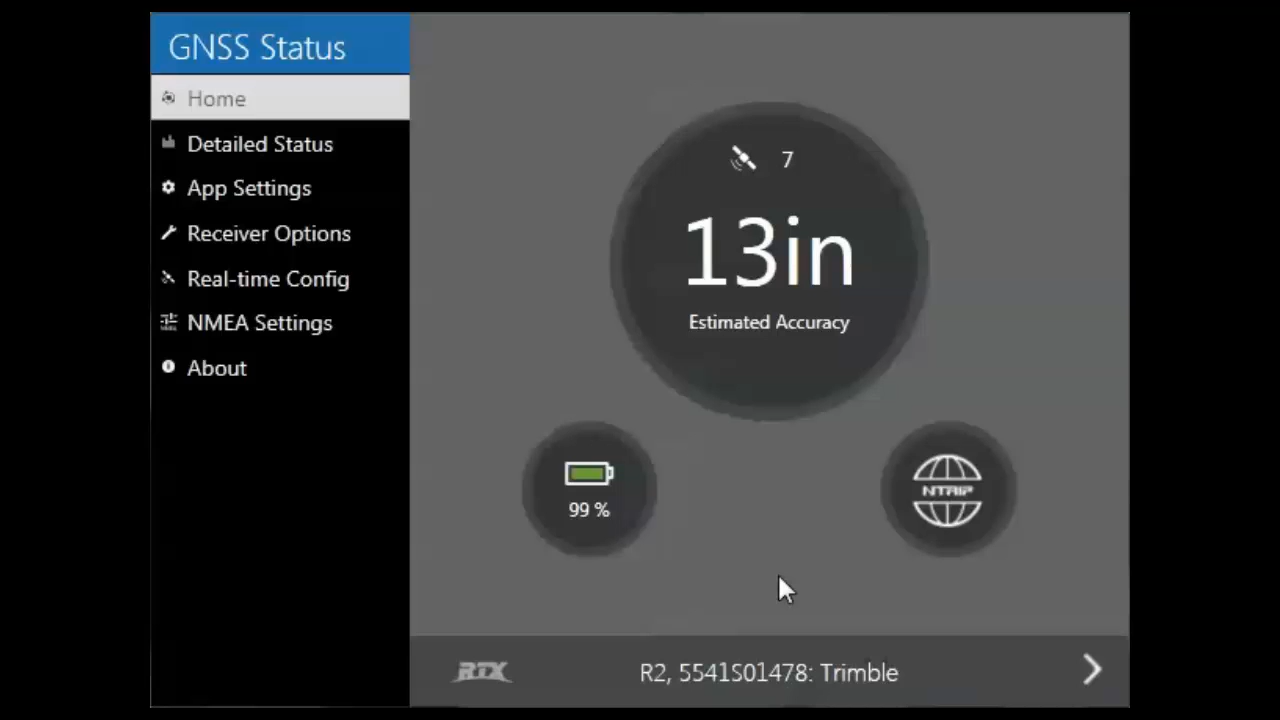 GNSS Status
Home
Detailed Status
App Settings
Receiver Options
Real-time Config
NMEA Settings
About
7
13in
Estimated Accuracy
99 %
NTRIP
RTX
R2, 5541S01478: Trimble